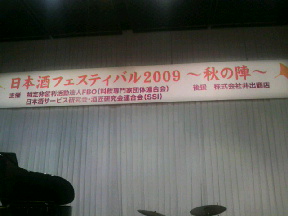 日本酒フェスティバル2009 ～秋の陣～
主催 特定非営利活動法人FBO(料飲専門家団体連合会) 後援 株式会社井出
日本酒サービス研究会・酒匠研究会連合会(SSI)